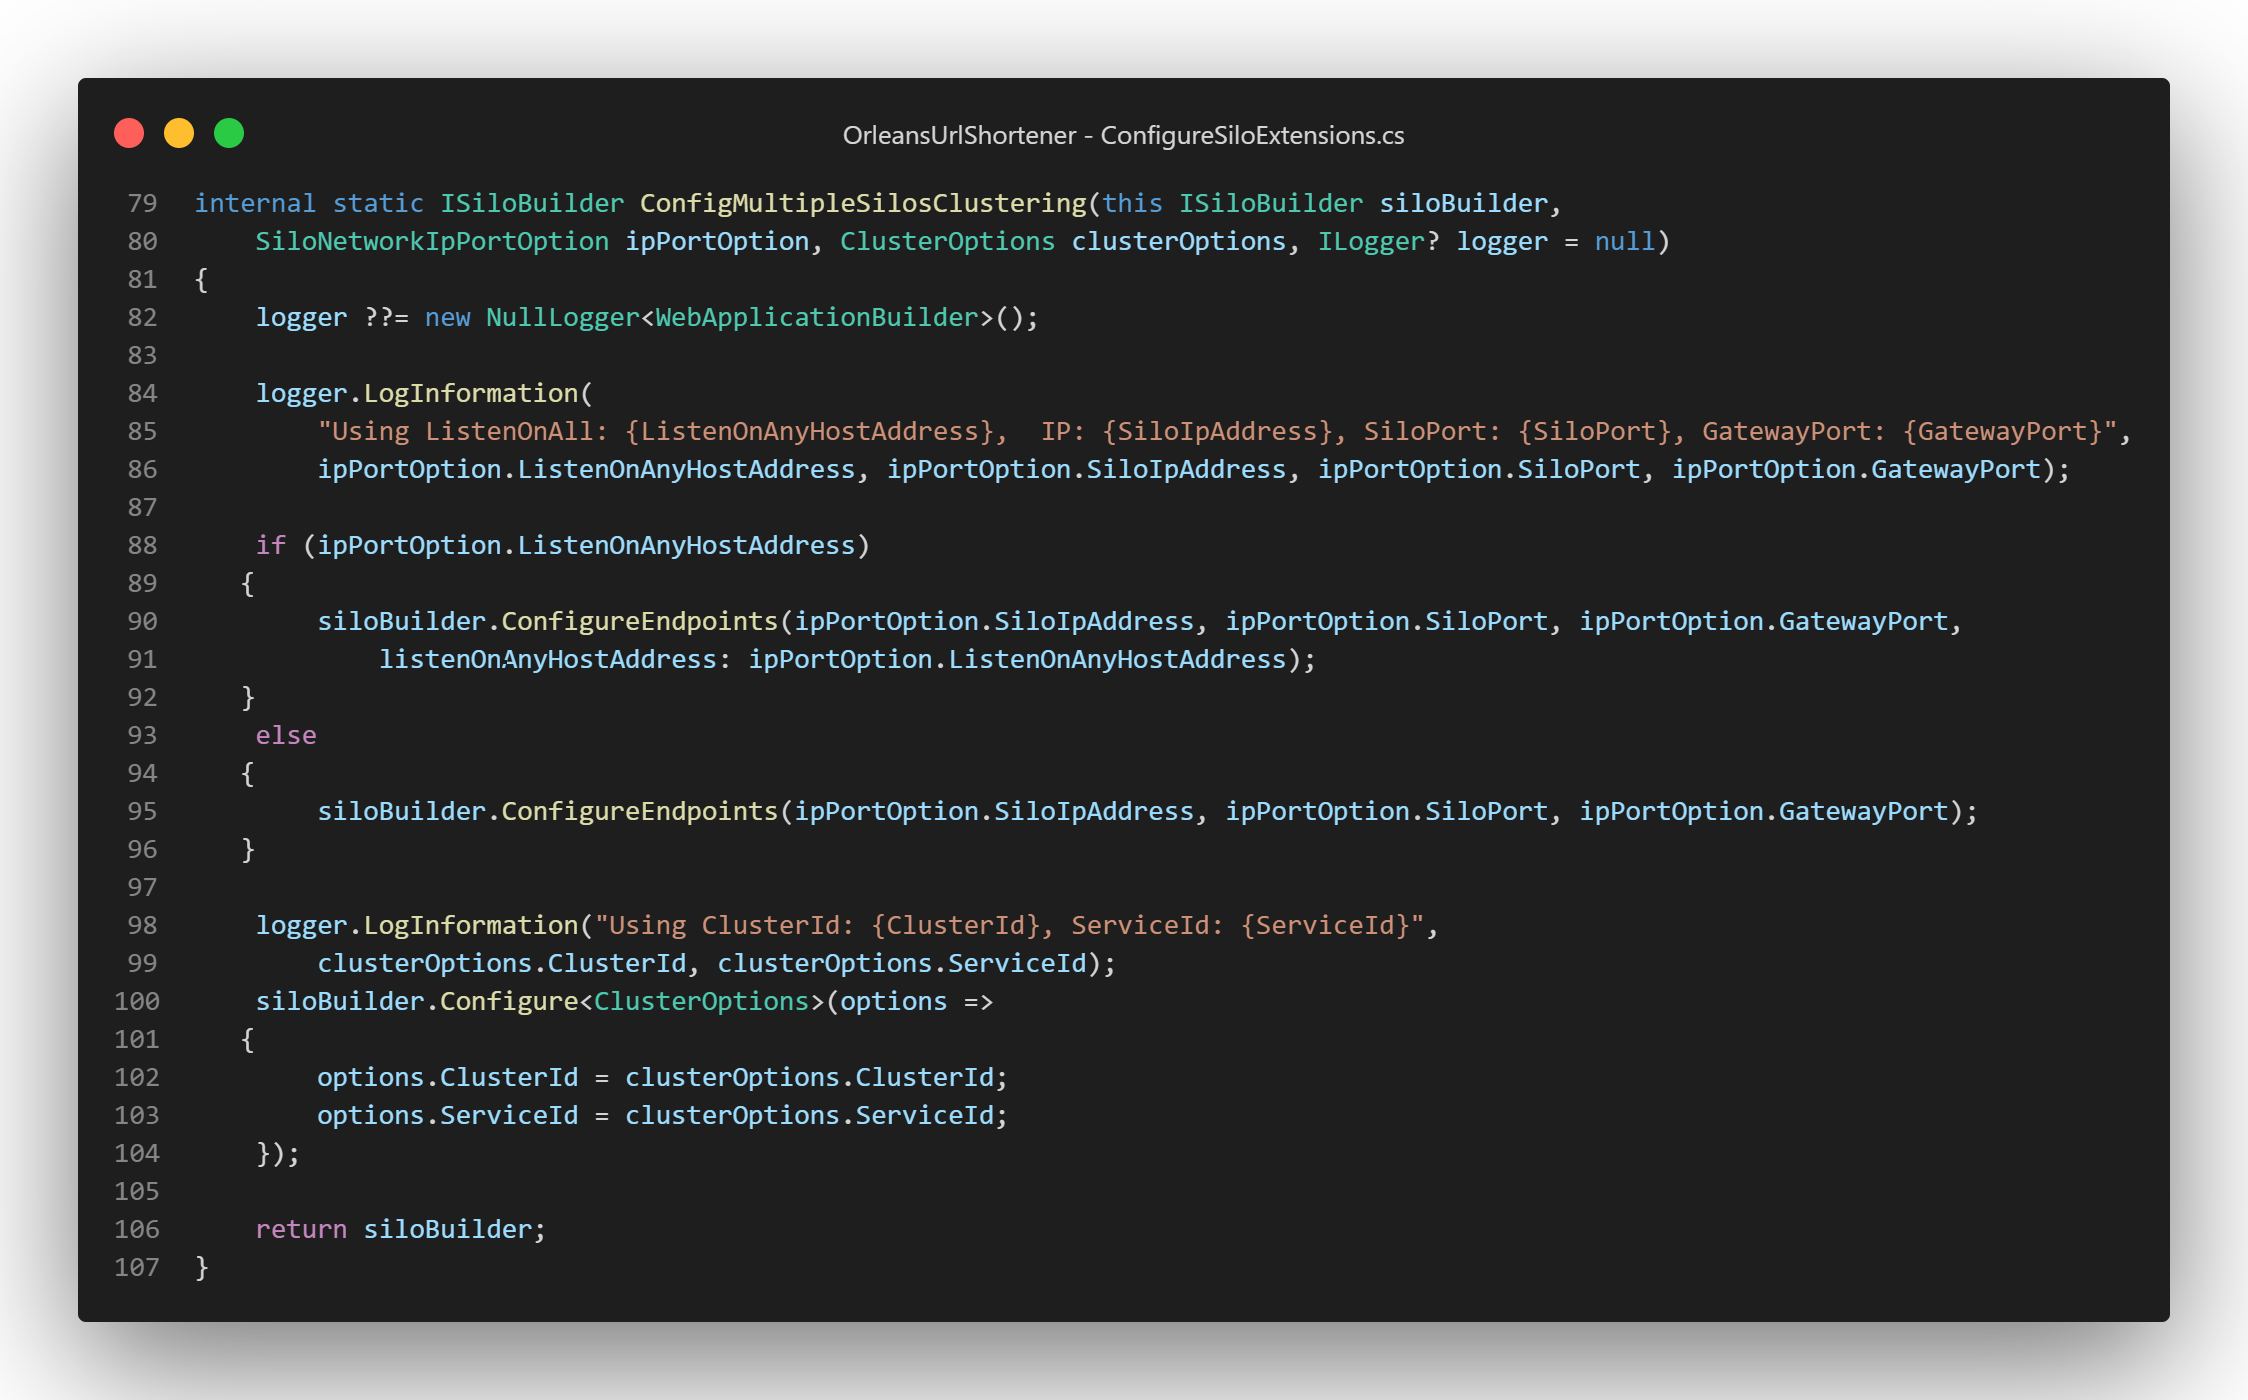 OrleansUrlShortener - ConfigureSiloExtensions.cs
79 internal static ISiloBuilder ConfigMultipleSilosClustering(this ISiloBuilder siloBuilder,
80     SiloNetworkIpPortOption ipPortOption, ClusterOptions clusterOptions, ILogger? logger = null)
81 {
82     logger ??= new NullLogger<WebApplicationBuilder>();
83
84     logger.LogInformation(
85         "Using ListenOnAll: {ListenOnAnyHostAddress},  IP: {SiloIpAddress}, SiloPort: {SiloPort}, GatewayPort: {GatewayPort}",
86         ipPortOption.ListenOnAnyHostAddress, ipPortOption.SiloIpAddress, ipPortOption.SiloPort, ipPortOption.GatewayPort);
87
88     if (ipPortOption.ListenOnAnyHostAddress)
89    {
90         siloBuilder.ConfigureEndpoints(ipPortOption.SiloIpAddress, ipPortOption.SiloPort, ipPortOption.GatewayPort,
91             listenOnAnyHostAddress: ipPortOption.ListenOnAnyHostAddress);
92    }
93     else
94    {
95         siloBuilder.ConfigureEndpoints(ipPortOption.SiloIpAddress, ipPortOption.SiloPort, ipPortOption.GatewayPort);
96    }
97
98     logger.LogInformation("Using ClusterId: {ClusterId}, ServiceId: {ServiceId}",
99         clusterOptions.ClusterId, clusterOptions.ServiceId);
100     siloBuilder.Configure<ClusterOptions>(options =>
101    {
102         options.ClusterId = clusterOptions.ClusterId;
103         options.ServiceId = clusterOptions.ServiceId;
104     });
105
106     return siloBuilder;
107 }